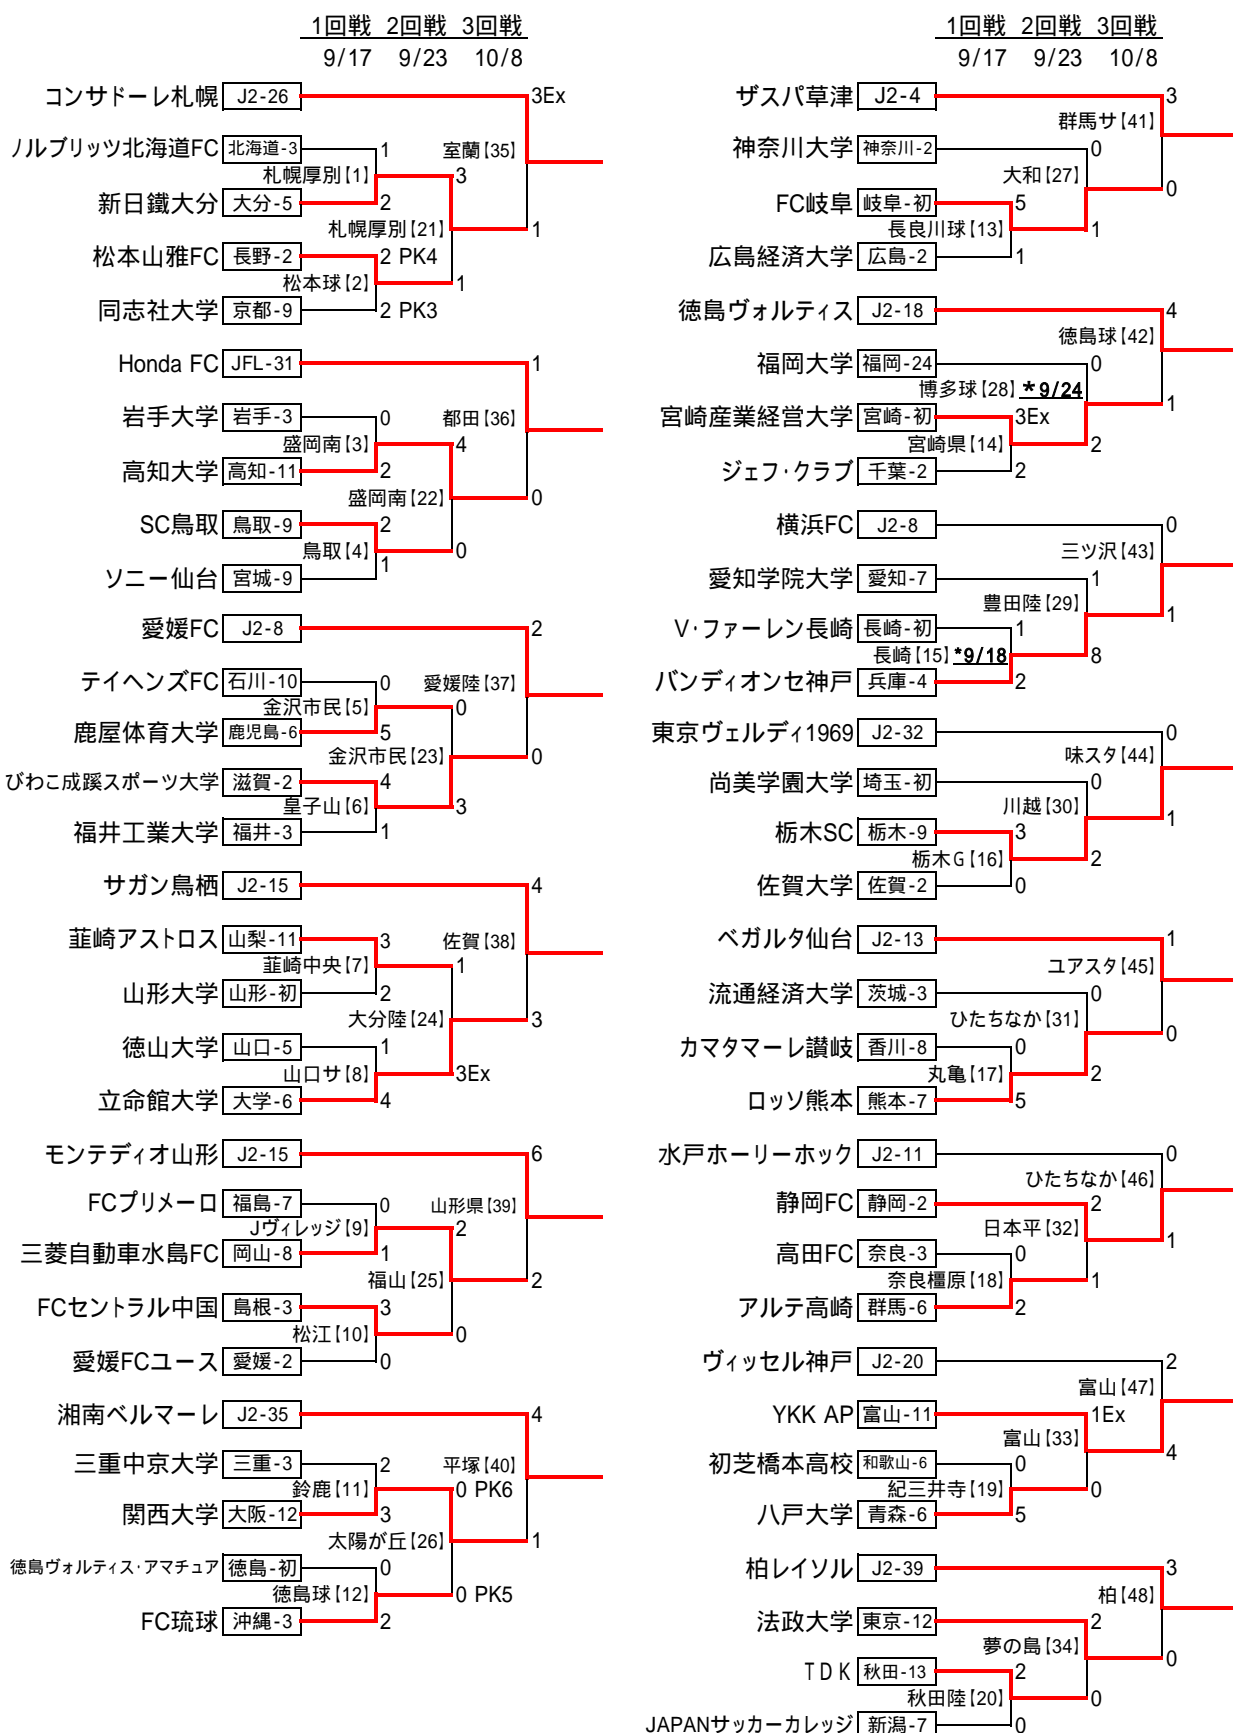 1回戦 2回戦 3回戦
9/17 9/23 10/8
コンサドーレ札幌 J2-26 3Ex
ノルブリッツ北海道FC 北海道-3 1 室蘭【35】
札幌厚別【1】 3
新日鐵大分 大分-5 2
札幌厚別【21】 1
松本山雅FC 長野-2 2 PK4
松本球【2】 1
同志社大学 京都-9 2 PK3
Honda FC JFL-31 1
岩手大学 岩手-3 0 都田【36】
盛岡南【3】 4
高知大学 高知-11 2
盛岡南【22】 0
SC鳥取 鳥取-9 2
鳥取【4】 0
ソニー仙台 宮城-9 1
愛媛FC J2-8 2
テイヘンズFC 石川-10 0 愛媛陸【37】
金沢市民【5】 0
鹿屋体育大学 鹿児島-6 5
金沢市民【23】 0
びわこ成蹊スポーツ大学 滋賀-2 4
皇子山【6】 3
福井工業大学 福井-3 1
サガン鳥栖 J2-15 4
韮崎アストロス 山梨-11 3 佐賀【38】
韮崎中央【7】 1
山形大学 山形-初 2
大分陸【24】 3
徳山大学 山口-5 1
山口サ【8】 3Ex
立命館大学 大学-6 4
モンテディオ山形 J2-15 6
FCプリメーロ 福島-7 0 山形県【39】
Jヴィレッジ【9】 2
三菱自動車水島FC 岡山-8 1
福山【25】 2
FCセントラル中国 島根-3 3
松江【10】 0
愛媛FCユース 愛媛-2 0
湘南ベルマーレ J2-35 4
三重中京大学 三重-3 2 平塚【40】
鈴鹿【11】 0 PK6
関西大学 大阪-12 3
太陽が丘【26】 1
徳島ヴォルティス・アマチュア 徳島-初 0
徳島球【12】 0 PK5
FC琉球 沖縄-3 2
1回戦 2回戦 3回戦
9/17 9/23 10/8
ザスパ草津 J2-4 3
群馬サ【41】
神奈川大学 神奈川-2 0
大和【27】 0
FC岐阜 岐阜-初 5
長良川球【13】 1
広島経済大学 広島-2 1
徳島ヴォルティス J2-18 4
徳島球【42】
福岡大学 福岡-24 0
博多球【28】 *9/24 1
宮崎産業経営大学 宮崎-初 3Ex
宮崎県【14】 2
ジェフ・クラブ 千葉-2 2
横浜FC J2-8 0
三ツ沢【43】
愛知学院大学 愛知-7 1
豊田陸【29】 1
V・ファーレン長崎 長崎-初 1
長崎【15】 *9/18 8
バンディオンセ神戸 兵庫-4 2
東京ヴェルディ1969 J2-32 0
味スタ【44】
尚美学園大学 埼玉-初 0
川越【30】 1
栃木SC 栃木-9 3
栃木G【16】 2
佐賀大学 佐賀-2 0
ベガルタ仙台 J2-13 1
ユアスタ【45】
流通経済大学 茨城-3 0
ひたちなか【31】 0
カマタマーレ讃岐 香川-8 0
丸亀【17】 2
ロッソ熊本 熊本-7 5
水戸ホーリーホック J2-11 0
ひたちなか【46】
静岡FC 静岡-2 2
日本平【32】 1
高田FC 奈良-3 0
奈良橿原【18】 1
アルテ高崎 群馬-6 2
ヴィッセル神戸 J2-20 2
富山【47】
YKK AP 富山-11 1Ex
富山【33】 4
初芝橋本高校 和歌山-6 0
紀三井寺【19】 0
八戸大学 青森-6 5
柏レイソル J2-39 3
柏【48】
法政大学 東京-12 2
夢の島【34】 0
TDK 秋田-13 2
秋田陸【20】 0
JAPANサッカーカレッジ 新潟-7 0